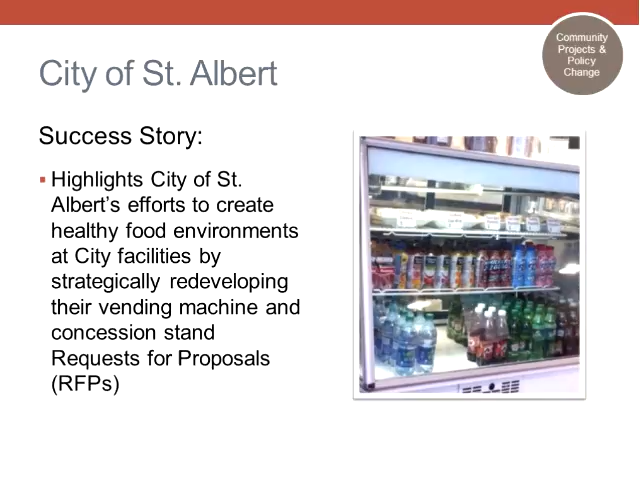 Community
Projects &
Policy
Change
City of St. Albert
Success Story:
▪ Highlights City of St.
Albert's efforts to create
healthy food environments
at City facilities by
strategically redeveloping
their vending machine and
concession stand
Requests for Proposals
(RFPs)